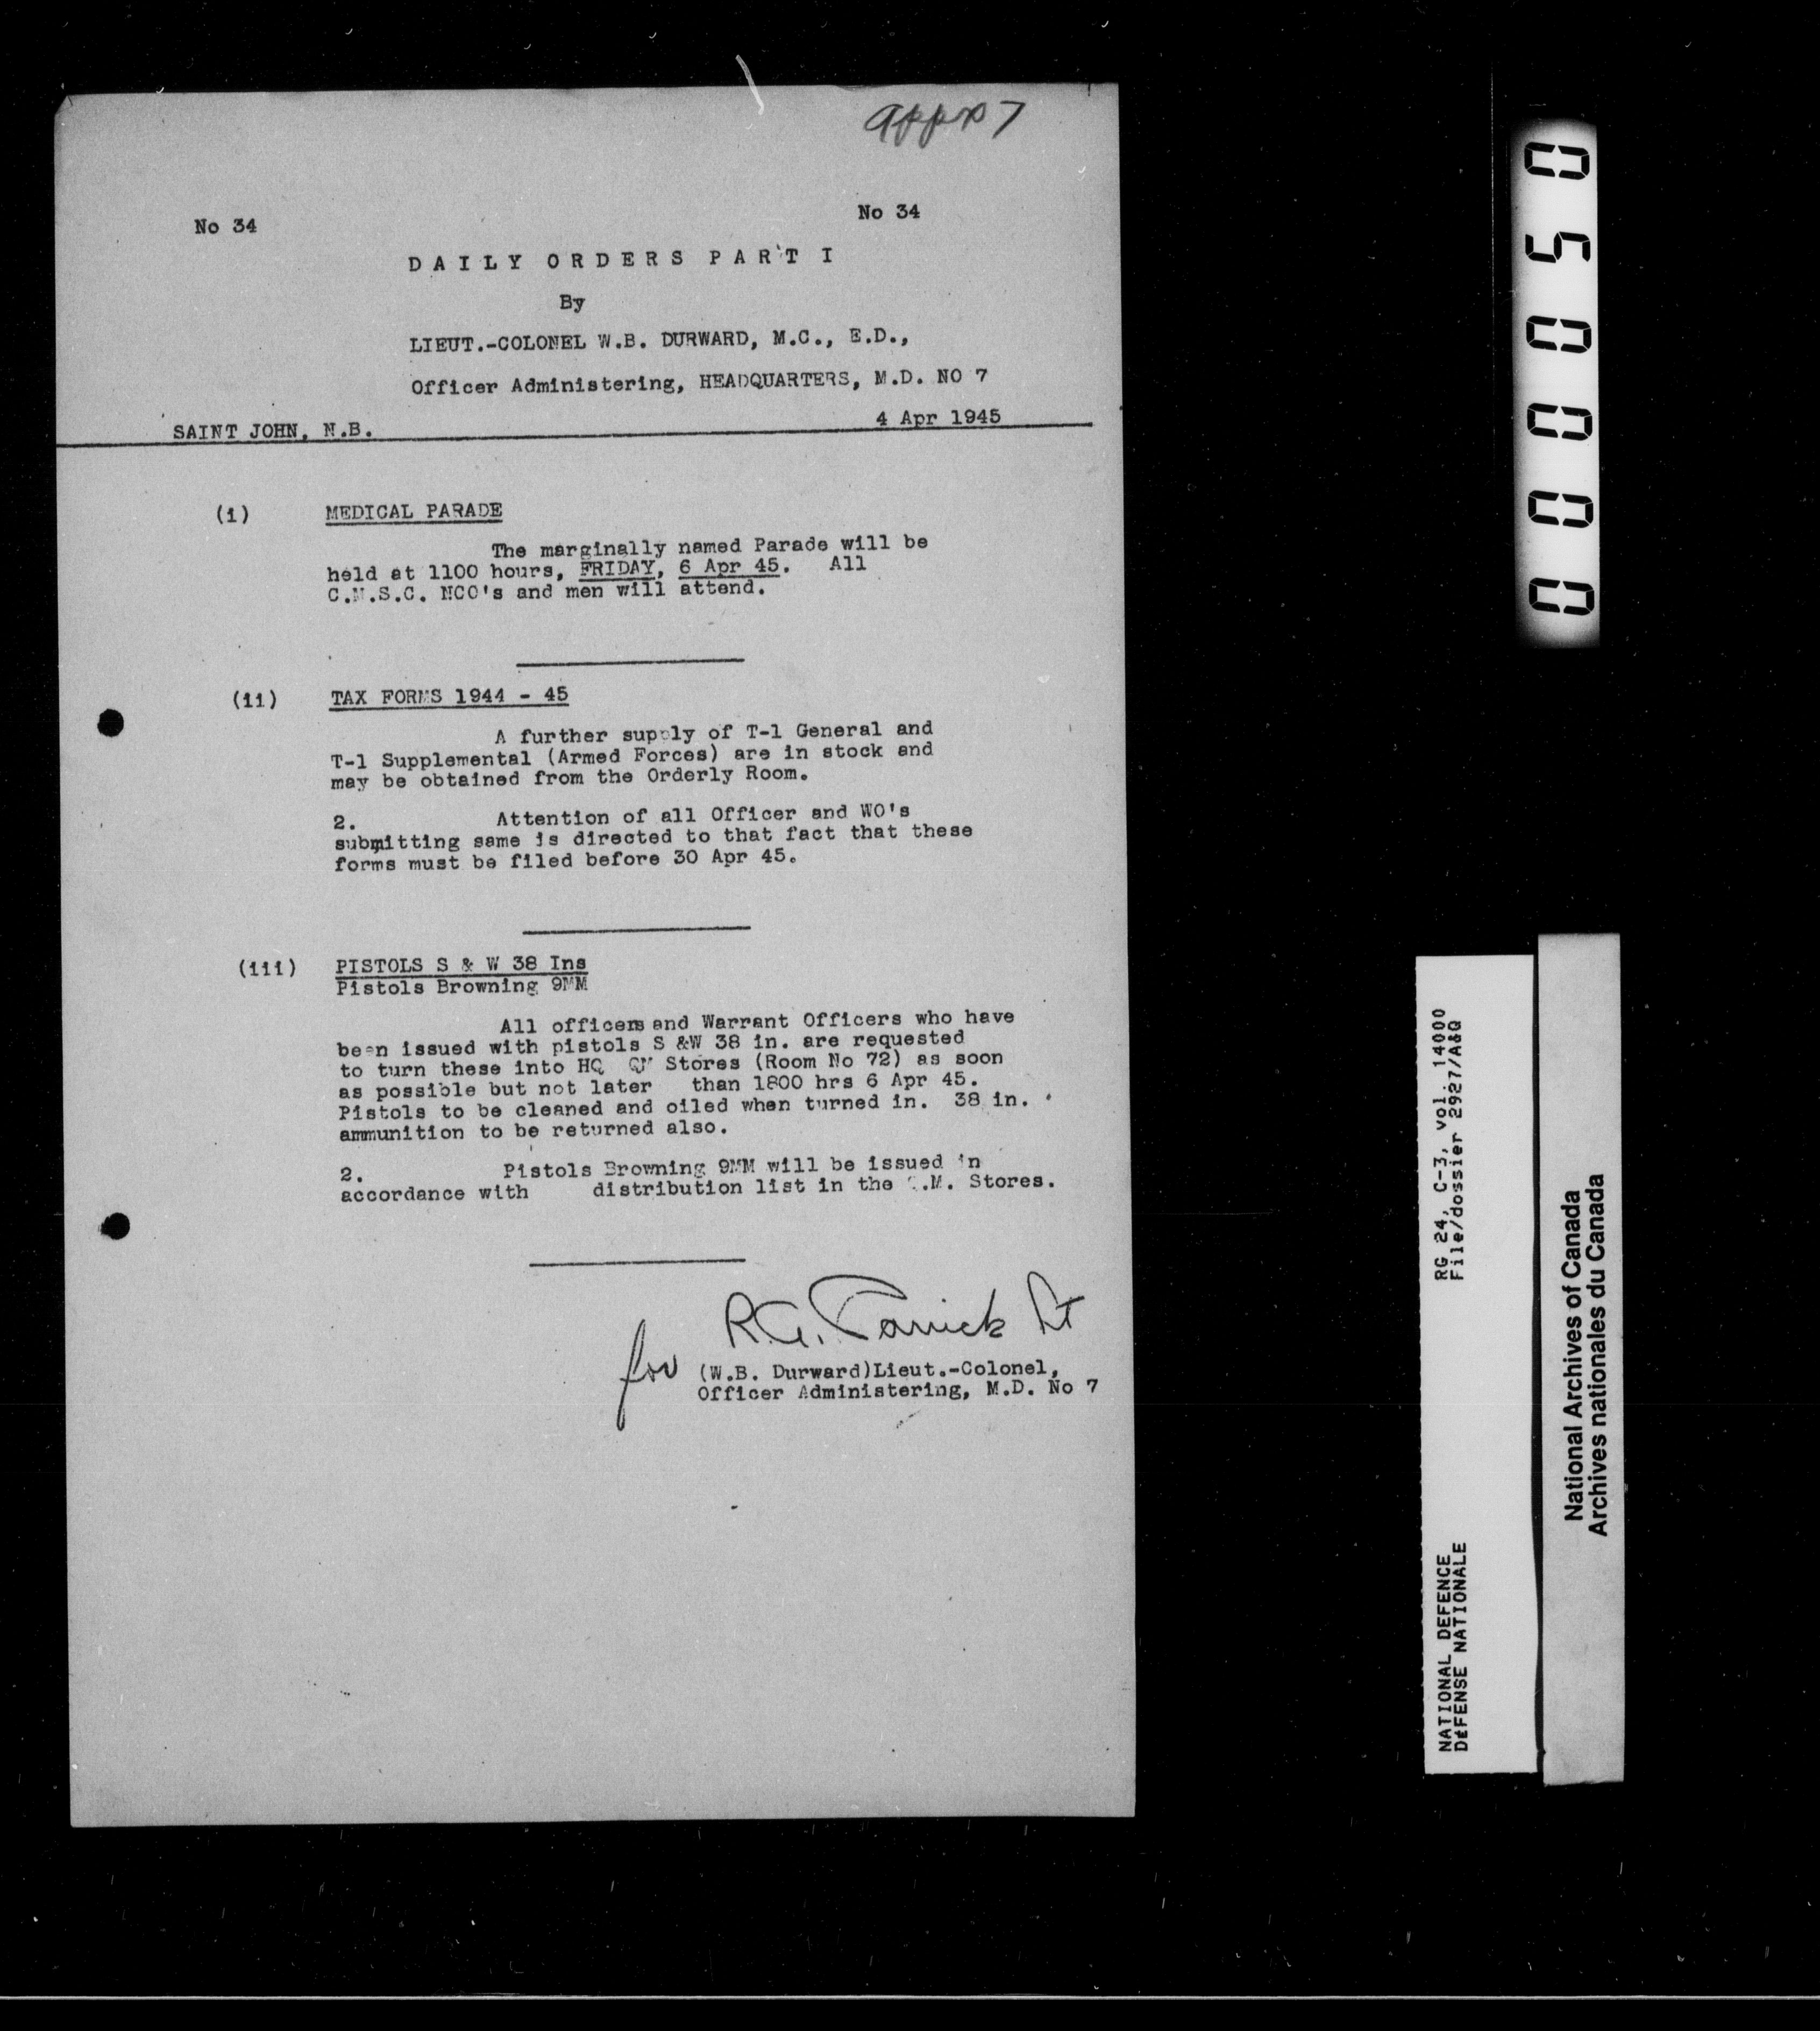 appx 7
No 34 No 34
DAILY ORDERS PART I
By
LIEUT.-COLONEL W.B. DURWARD, M.C., E.D.,
Officer Administering, HEADQUARTERS, M.D. NO 7
SAINT JOHN, N.B. 4 Apr 1945
(i) MEDICAL PARADE
The marginally named Parade will be
held at 1100 hours, FRIDAY, 6 Apr 45. All
C.M.S.C. NCO's and men will attend.
(ii) TAX FORMS 1944 - 45
A further supply of T-1 General and
T-1 Supplemental (Armed Forces) are in stock and
may be obtained from the Orderly Room.
2. Attention of all Officer and WO's
submitting same is directed to that fact that these
forms must be filed before 30 Apr 45.
(iii) PISTOLS S & W 38 Ins
Pistols Browning 9MM
All officers and Warrant Officers who have
been issued with pistols S &W 38 in. are requested
to turn these into HQ QM Stores (Room No 72) as soon
as possible but not later than 1800 hrs 6 Apr 45.
Pistols to be cleaned and oiled when turned in. 38 in.
ammunition to be returned also.
2. Pistols Browning 9MM will be issued in
accordance with distribution list in the Q.M. Stores.
for R.G. Lt
(W.B. Durward)Lieut.-Colonel,
Officer Administering, M.D. No 7
000050
RG 24, C-3, vol. 14000
File/dossier 2927/A&Q
NATIONAL DEFENCE
DÉFENSE NATIONALE
National Archives of Canada
Archives nationales du Canada